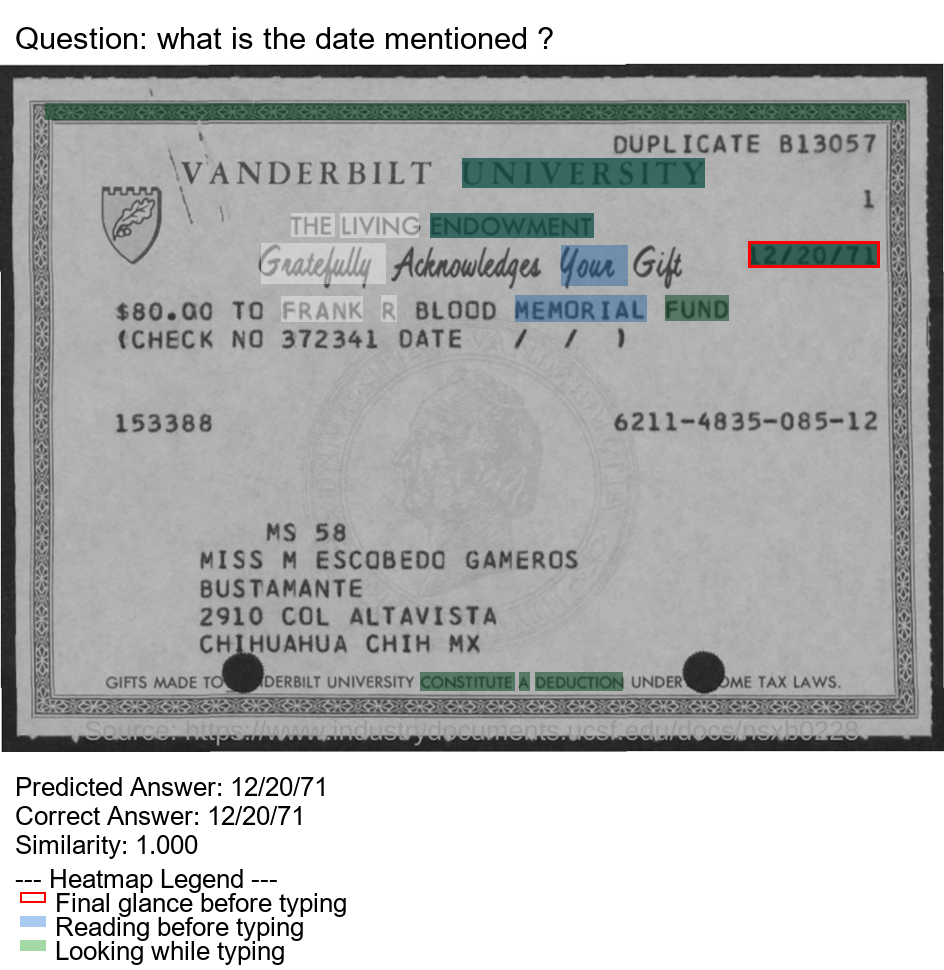 Question: what is the date mentioned ?
DUPLICATE B13057
VANDERBILT UNIVERSITY
1
THE LIVING ENDOWMENT
Gratefully Acknowledges Your Gift
12/20/71
$80.00 TO FRANK R BLOOD MEMORIAL FUND
(CHECK NO 372341 DATE / / )
153388 6211-4835-085-12
MS 58
MISS M ESCOBEDO GAMEROS
BUSTAMANTE
2910 COL ALTAVISTA
CHIHUAHUA CHIH MX
GIFTS MADE TO DERBILT UNIVERSITY CONSTITUTE A DEDUCTION UNDER OME TAX LAWS.
Source: https://www.industrydocuments.ucsf.edu/docs/nsxb0228
Predicted Answer: 12/20/71
Correct Answer: 12/20/71
Similarity: 1.000
--- Heatmap Legend ---
Final glance before typing
Reading before typing
Looking while typing